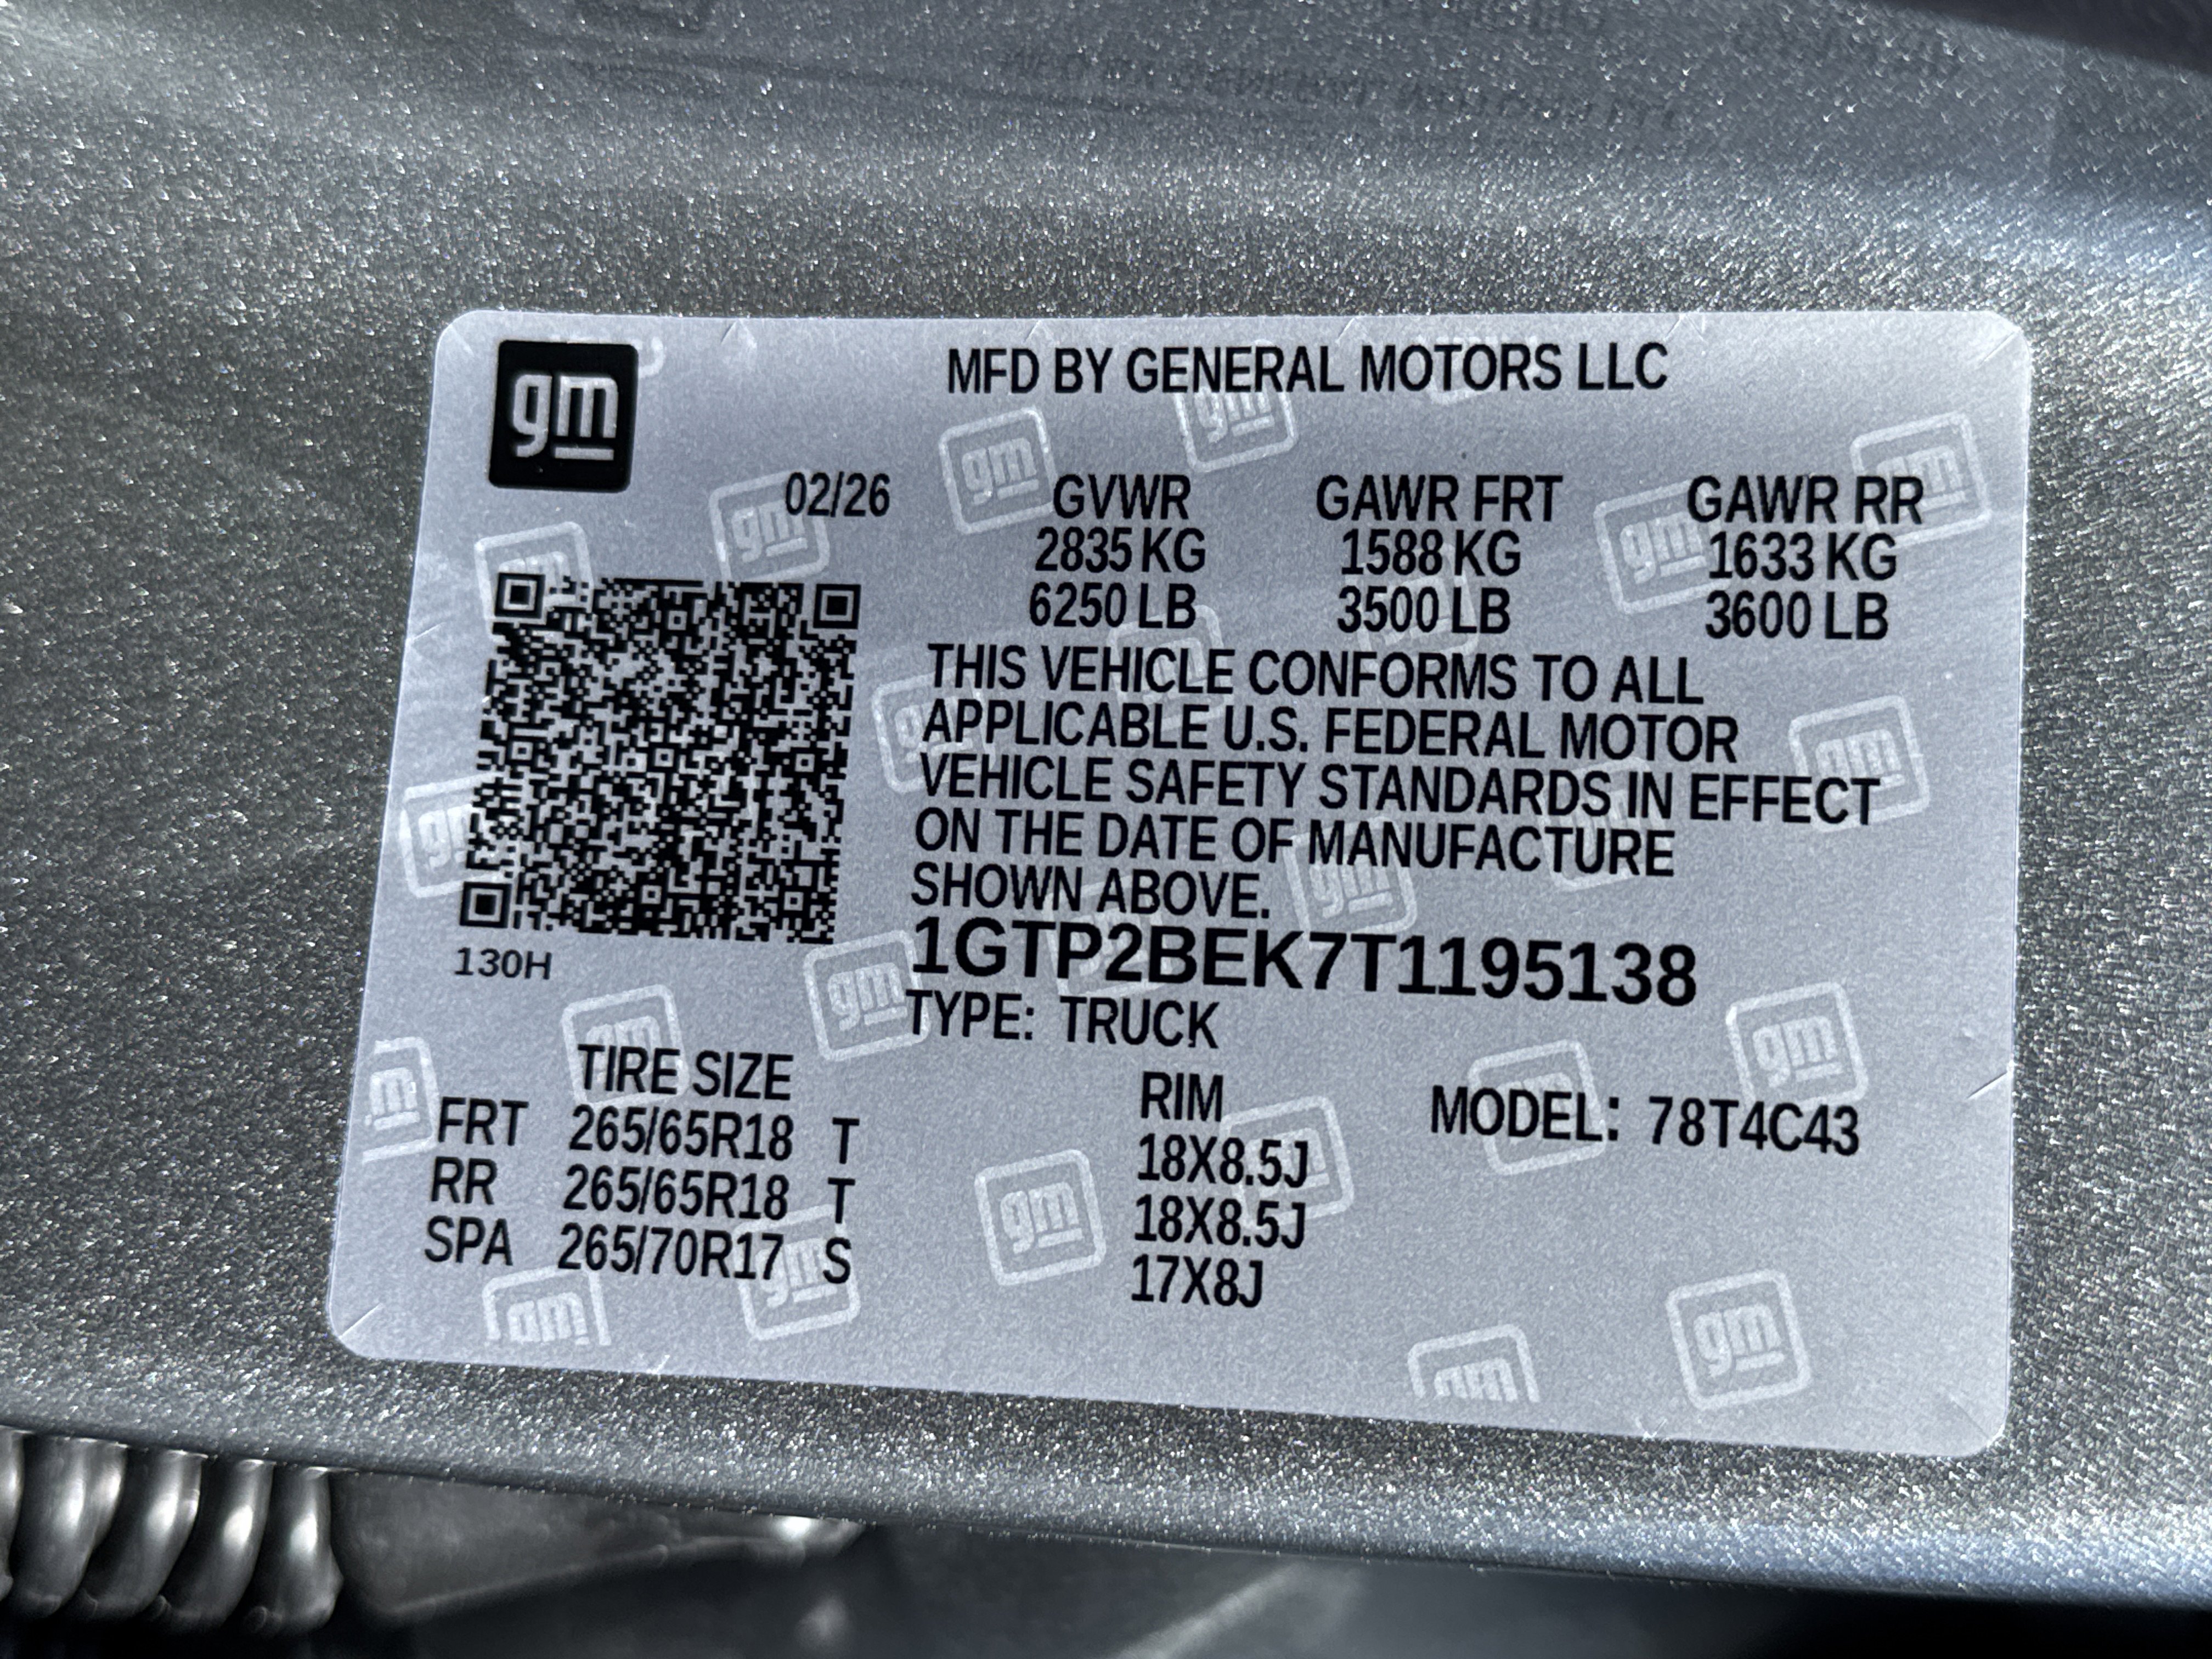 gm
MFD BY GENERAL MOTORS LLC
02/26 GVWR GAWR FRT GAWR RR
2835 KG 1588 KG 1633 KG
6250 LB 3500 LB 3600 LB
THIS VEHICLE CONFORMS TO ALL
APPLICABLE U.S. FEDERAL MOTOR
VEHICLE SAFETY STANDARDS IN EFFECT
ON THE DATE OF MANUFACTURE
SHOWN ABOVE.
1GTP2BEK7T1195138
130H
TYPE: TRUCK
TIRE SIZE RIM MODEL: 78T4C43
FRT 265/65R18 T 18X8.5J
RR 265/65R18 T 18X8.5J
SPA 265/70R17 S 17X8J